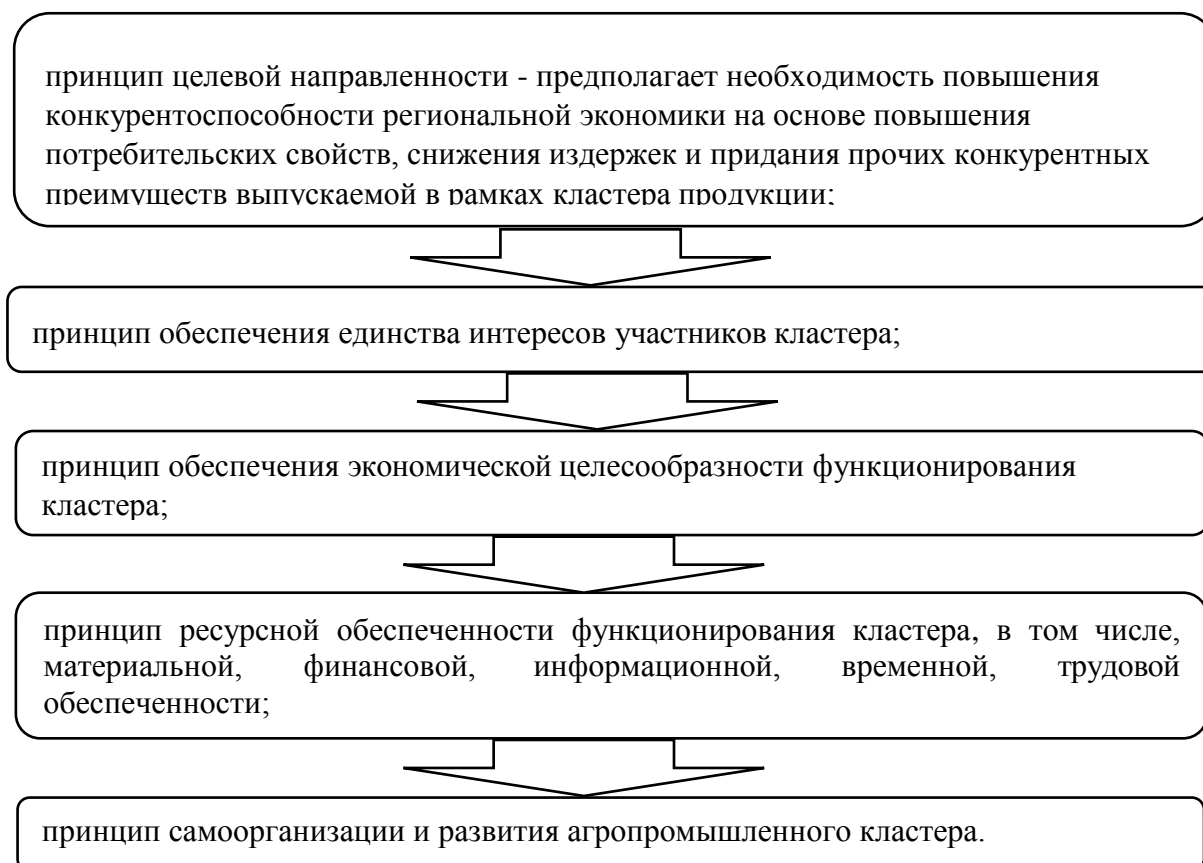 принцип целевой направленности - предполагает необходимость повышения
конкурентоспособности региональной экономики на основе повышения
потребительских свойств, снижения издержек и придания прочих конкурентных
преимуществ выпускаемой в рамках кластера продукции;
принцип обеспечения единства интересов участников кластера;
принцип обеспечения экономической целесообразности функционирования
кластера;
принцип ресурсной обеспеченности функционирования кластера, в том числе,
материальной, финансовой, информационной, временной, трудовой
обеспеченности;
принцип самоорганизации и развития агропромышленного кластера.